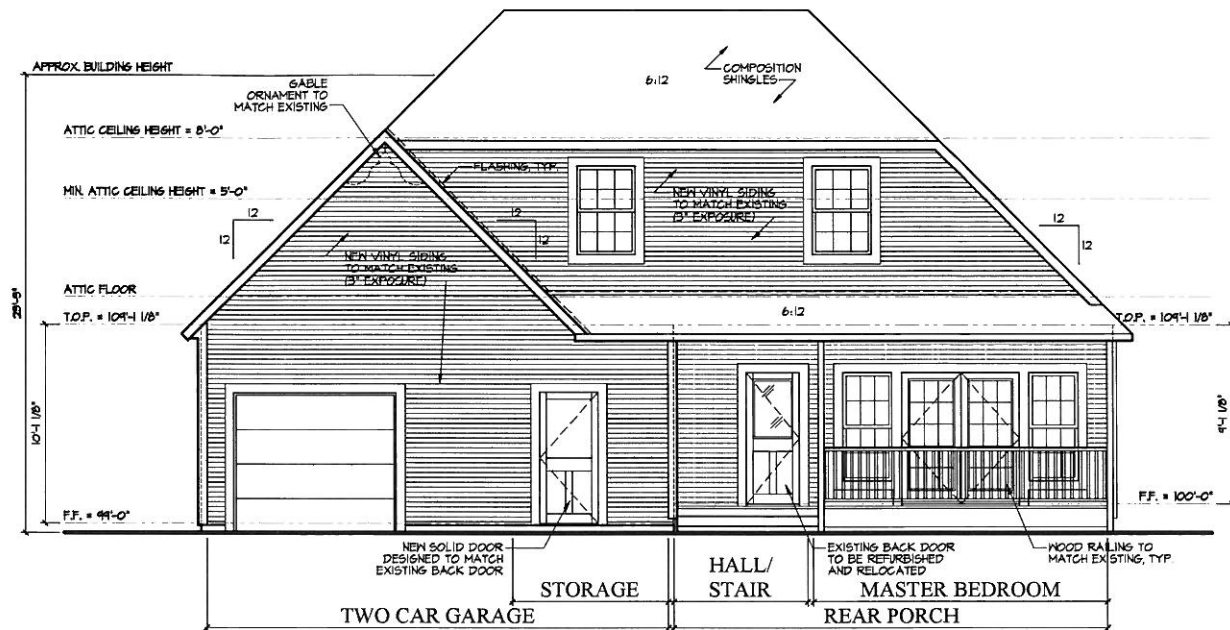 APPROX. BUILDING HEIGHT
GABLE
ORNAMENT TO
MATCH EXISTING
6:12
COMPOSITION
SHINGLES
ATTIC CEILING HEIGHT = 8'-0"
FLASHING, TYP.
MIN. ATTIC CEILING HEIGHT = 5'-0"
NEW VINYL SIDING
TO MATCH EXISTING
(3" EXPOSURE)
12
12
12
12
12
12
NEW VINYL SIDING
TO MATCH EXISTING
(3" EXPOSURE)
ATTIC FLOOR
T.O.P. = 109'-1 1/8"
6:12
T.O.P. = 109'-1 1/8"
10'-1 1/8"
9'-1 1/8"
F.F. = 99'-0"
F.F. = 100'-0"
NEW SOLID DOOR
DESIGNED TO MATCH
EXISTING BACK DOOR
EXISTING BACK DOOR
TO BE REFURBISHED
AND RELOCATED
WOOD RAILING TO
MATCH EXISTING, TYP.
STORAGE
HALL/
STAIR
MASTER BEDROOM
TWO CAR GARAGE
REAR PORCH